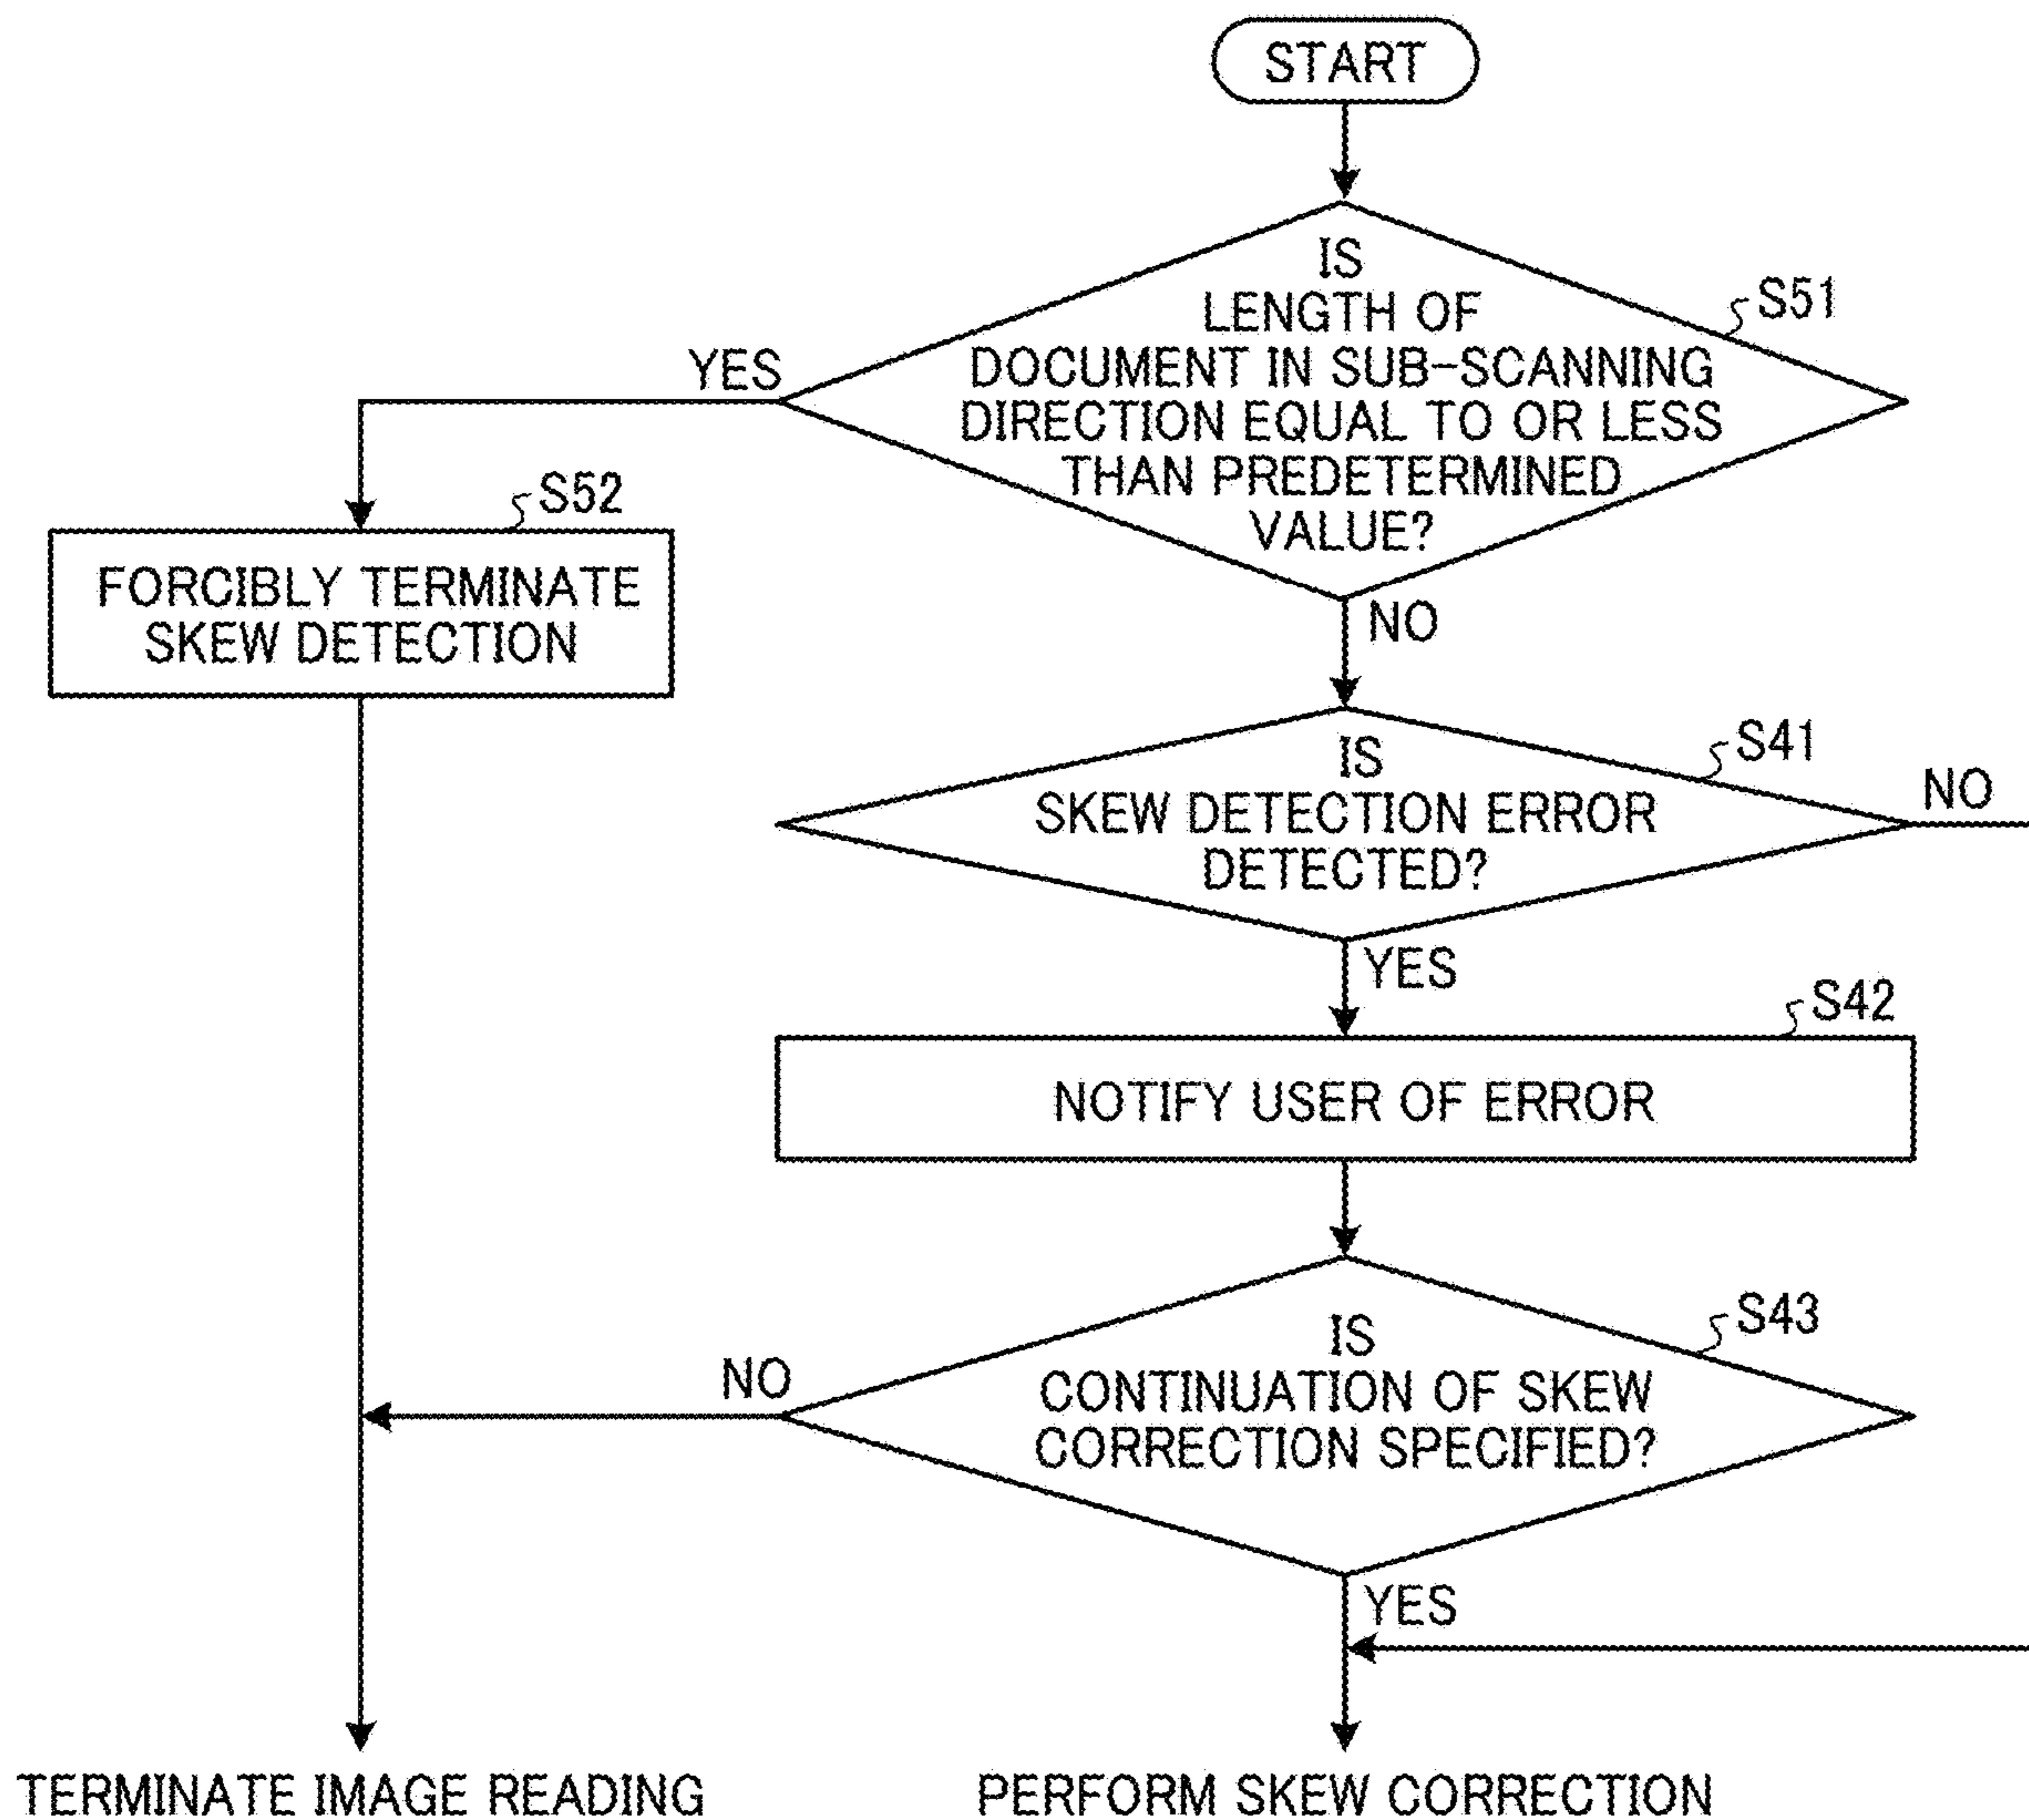 START
IS
LENGTH OF
DOCUMENT IN SUB-SCANNING
DIRECTION EQUAL TO OR LESS
THAN PREDETERMINED
VALUE?
S51
YES
NO
S52
FORCIBLY TERMINATE
SKEW DETECTION
IS
SKEW DETECTION ERROR
DETECTED?
S41
NO
YES
S42
NOTIFY USER OF ERROR
IS
CONTINUATION OF SKEW
CORRECTION SPECIFIED?
S43
NO
YES
TERMINATE IMAGE READING
PERFORM SKEW CORRECTION